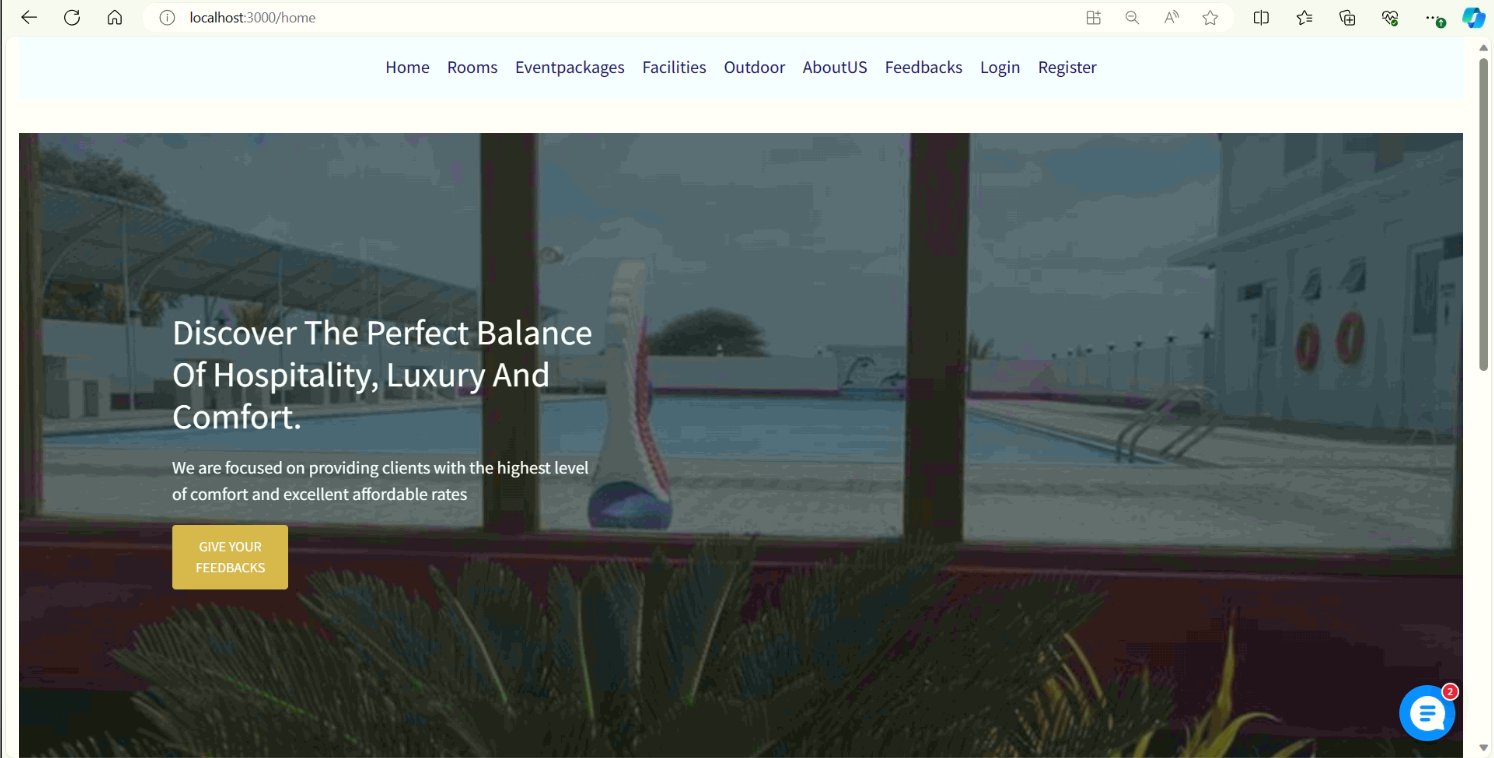 localhost:3000/home
Home Rooms Eventpackages Facilities Outdoor AboutUS Feedbacks Login Register
Discover The Perfect Balance
Of Hospitality, Luxury And
Comfort.
We are focused on providing clients with the highest level
of comfort and excellent affordable rates
GIVE YOUR
FEEDBACKS
2